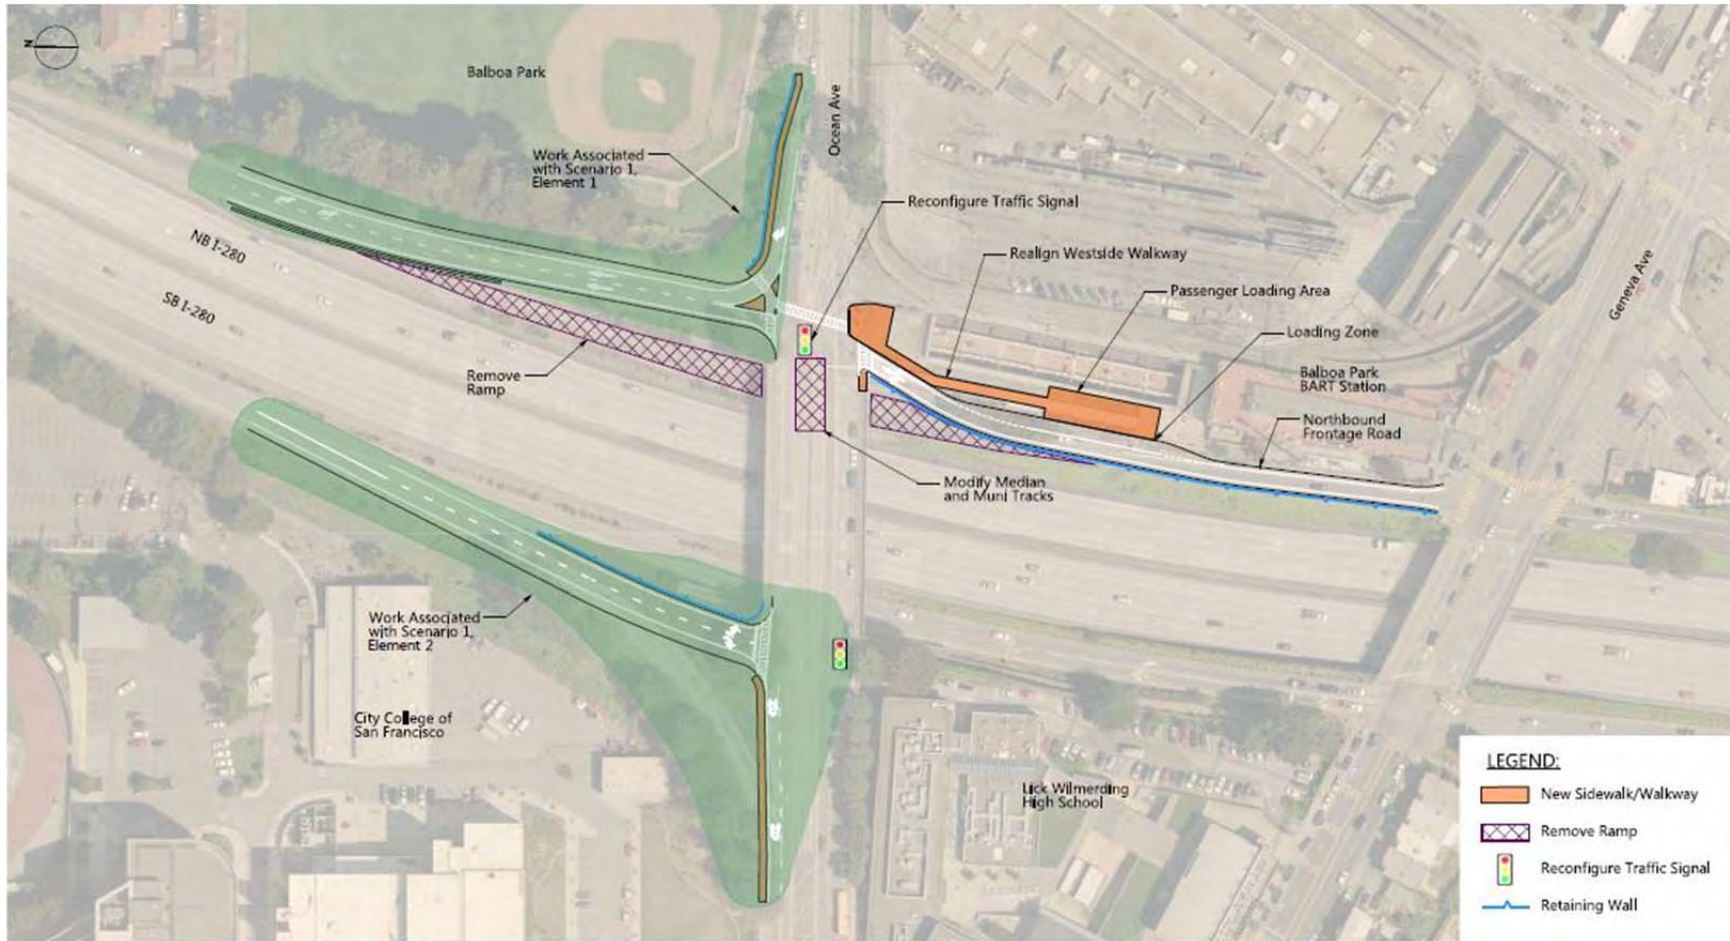 N
Balboa Park
Ocean Ave
Work Associated
with Scenario 1,
Element 1
Reconfigure Traffic Signal
NB I-280
SB I-280
Realign Westside Walkway
Passenger Loading Area
Geneva Ave
Loading Zone
Remove
Ramp
Balboa Park
BART Station
Northbound
Frontage Road
Modify Median
and Muni Tracks
Work Associated
with Scenario 1,
Element 2
City College of
San Francisco
Lick Wilmerding
High School
LEGEND:
New Sidewalk/Walkway
Remove Ramp
Reconfigure Traffic Signal
Retaining Wall